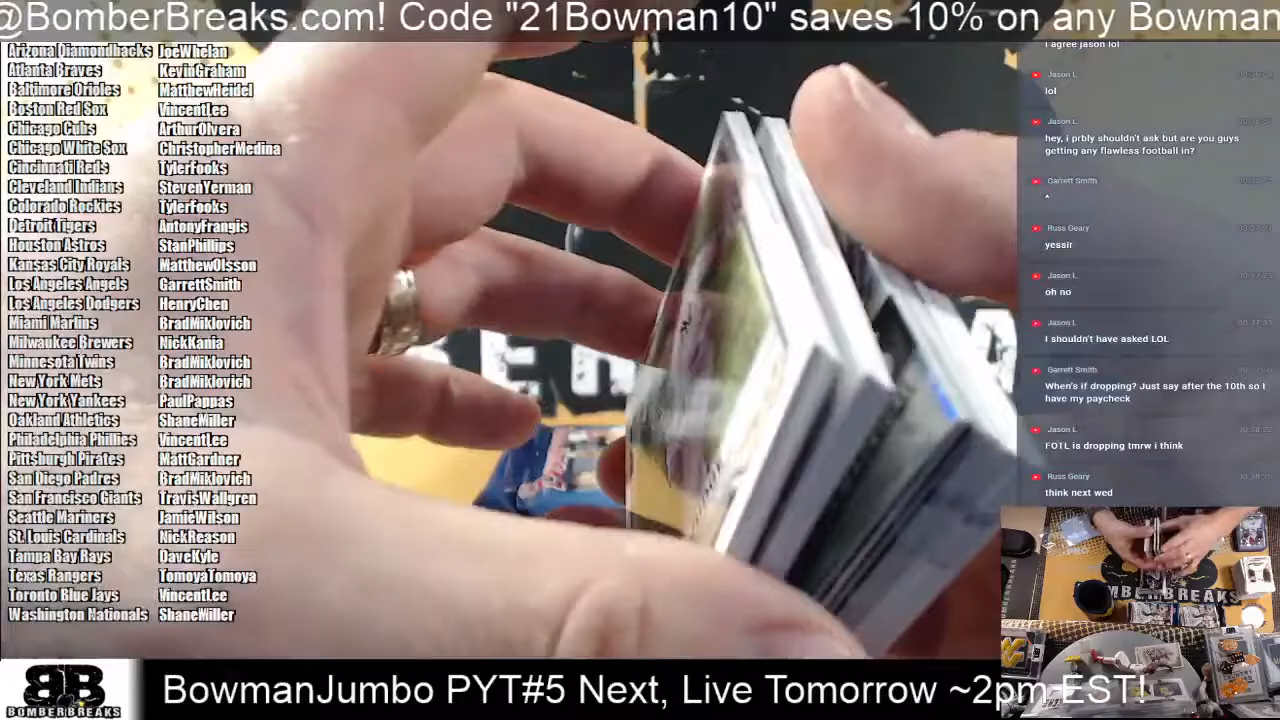 @BomberBreaks.com! Code "21Bowman10" saves 10% on any Bowman
Arizona Diamondbacks JoeWhelan
Atlanta Braves KevinGraham
Baltimore Orioles MatthewHeidel
Boston Red Sox VincentLee
Chicago Cubs ArthurOlvera
Chicago White Sox ChristopherMedina
Cincinnati Reds TylerFooks
Cleveland Indians StevenYerman
Colorado Rockies TylerFooks
Detroit Tigers AntonyFrangis
Houston Astros StanPhillips
Kansas City Royals MatthewOlsson
Los Angeles Angels GarrettSmith
Los Angeles Dodgers HenryChen
Miami Marlins BradMiklovich
Milwaukee Brewers NickKania
Minnesota Twins BradMiklovich
New York Mets BradMiklovich
New York Yankees PaulPappas
Oakland Athletics ShaneMiller
Philadelphia Phillies VincentLee
Pittsburgh Pirates MattGardner
San Diego Padres BradMiklovich
San Francisco Giants TravisWallgren
Seattle Mariners JamieWilson
St. Louis Cardinals NickReason
Tampa Bay Rays DaveKyle
Texas Rangers TomoyaTomoya
Toronto Blue Jays VincentLee
Washington Nationals ShaneMiller
i agree jason lol
Jason L
lol
Jason L
hey, i prbly shouldn't ask but are you guys
getting any flawless football in?
Garrett Smith
^
Russ Geary
yessir
Jason L
oh no
Jason L
I shouldn't have asked LOL
Garrett Smith
When's if dropping? Just say after the 10th so I
have my paycheck
Jason L
FOTL is dropping tmrw i think
Russ Geary
think next wed
BOMBERBREAKS
BB
BOMBERBREAKS
BowmanJumbo PYT#5 Next, Live Tomorrow ~2pm EST!